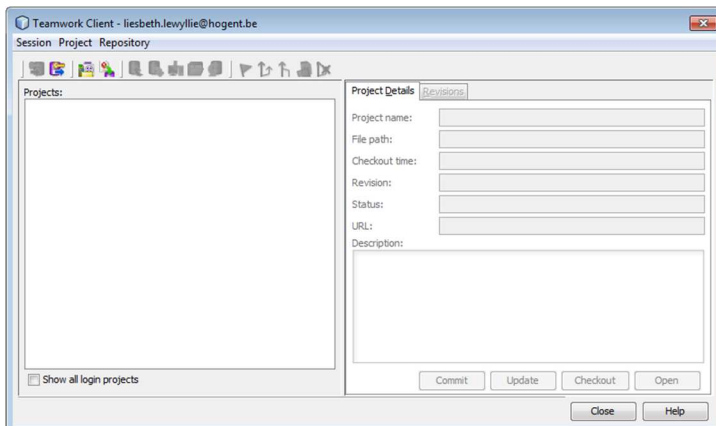 Teamwork Client - liesbeth.lewyllie@hogent.be
Session Project Repository
Projects:
Show all login projects
Project Details Revisions
Project name:
File path:
Checkout time:
Revision:
Status:
URL:
Description:
Commit Update Checkout Open
Close Help